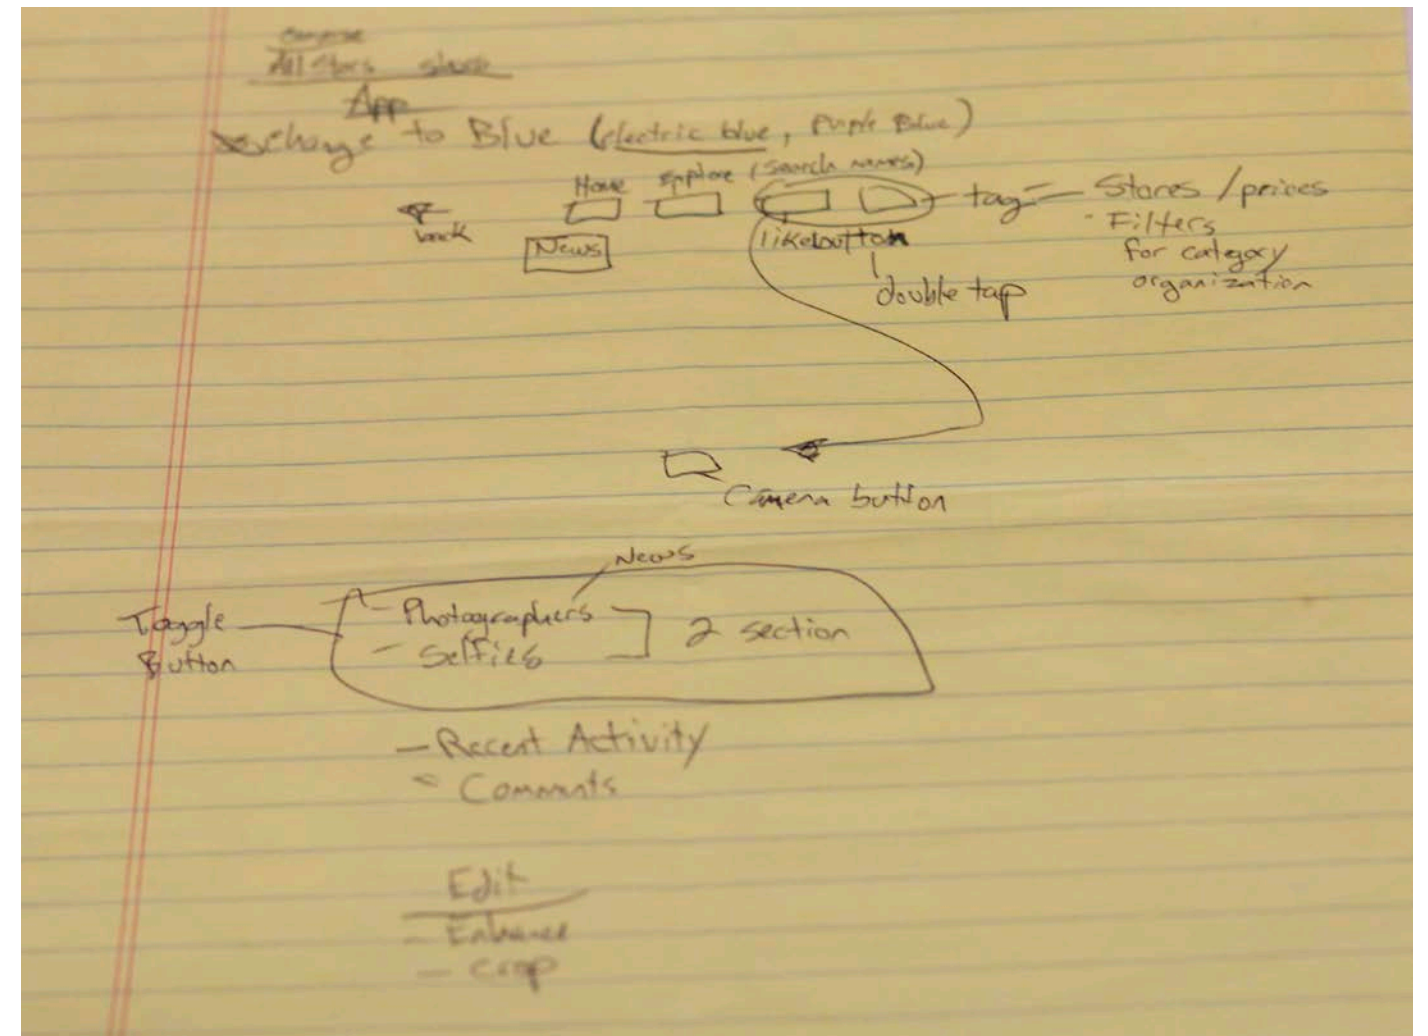 All Stars
App
change to Blue (electric blue, Purple Blue)
Home Explore (search names)
back
News
likebutton
double tap
tag
Stores / prices
- Filters
for category
organization
Camera button
News
Toggle
Button
- Photographers
- Selfies
2 section
- Recent Activity
- Comments
Edit
- Enhance
- Crop